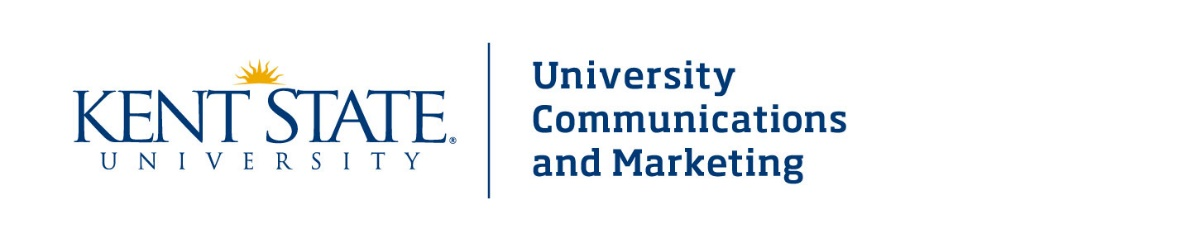 KENT STATE®
UNIVERSITY
University
Communications
and Marketing